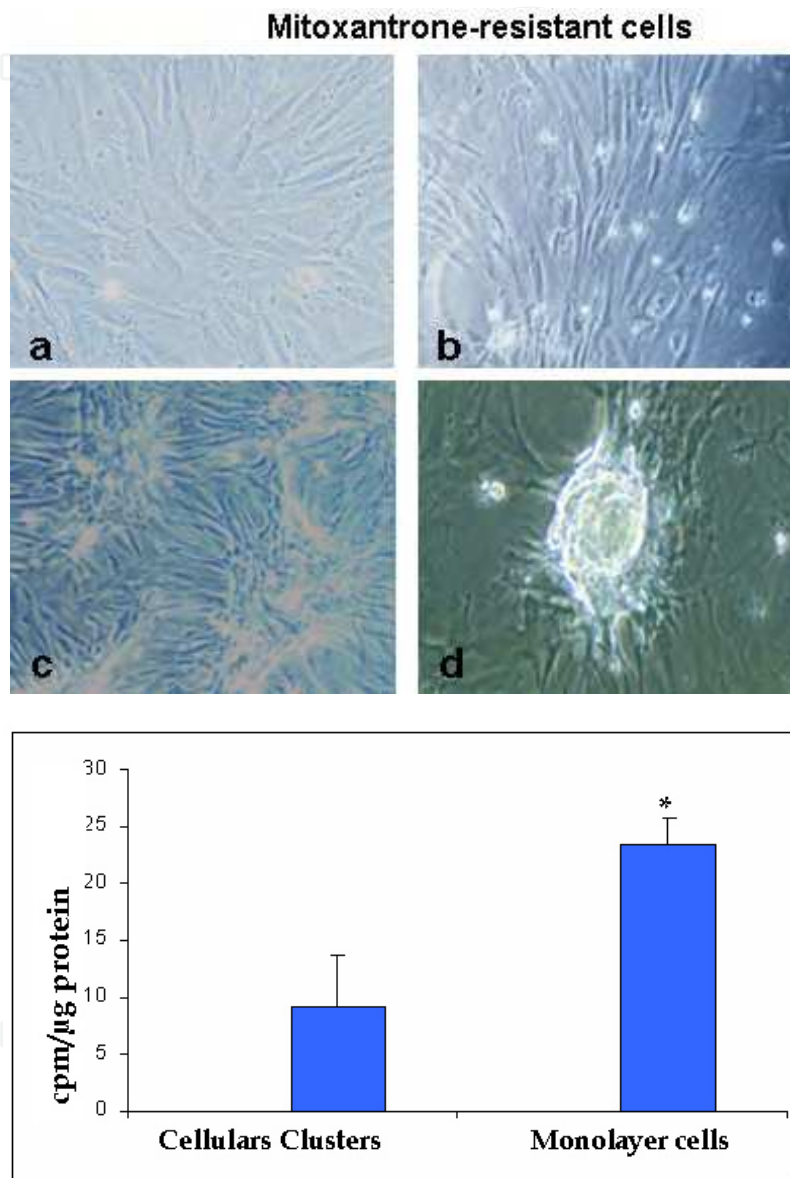 Mitoxantrone-resistant cells
a
b
c
d
30
25
20
15
10
5
0
cpm/µg protein
*
Cellulars Clusters
Monolayer cells